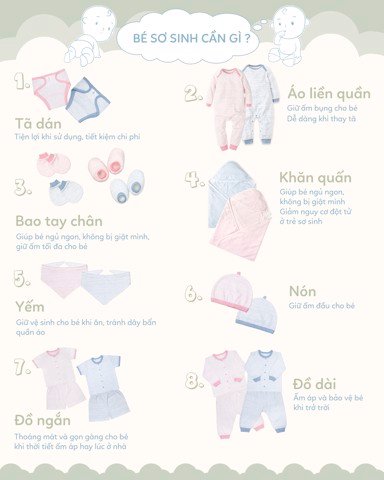 BÉ SƠ SINH CẦN GÌ ?
1.
Tã dán
Tiện lợi khi sử dụng, tiết kiệm chi phí
2.
Áo liền quần
Giữ ấm bụng cho bé
Dễ dàng khi thay tã
3.
Bao tay chân
Giúp bé ngủ ngon, không bị giật mình,
giữ ấm tối đa cho bé
4.
Khăn quấn
Giúp bé ngủ ngon,
không bị giật mình
Giảm nguy cơ đột tử
ở trẻ sơ sinh
5.
Yếm
Giữ vệ sinh cho bé khi ăn, tránh dây bẩn
quần áo
6.
Nón
Giữ ấm đầu cho bé
7.
Đồ ngắn
Thoáng mát và gọn gàng cho bé
khi thời tiết ấm áp hay lúc ở nhà
8.
Đồ dài
Ấm áp và bảo vệ bé
khi trở trời